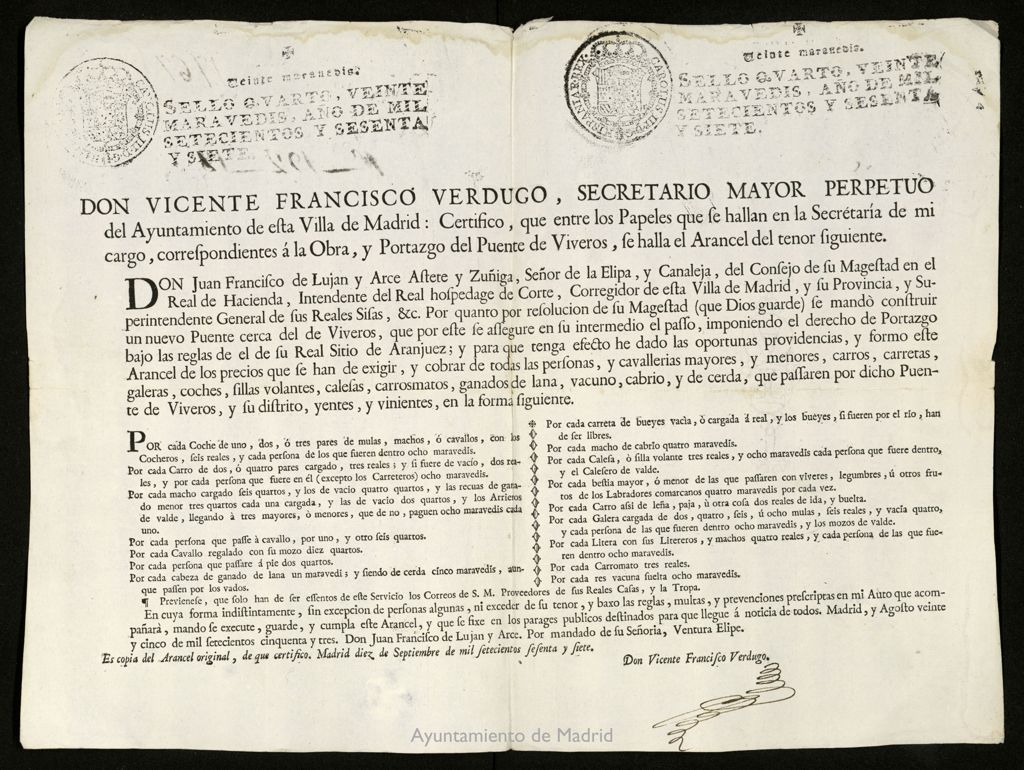 Veinte maravedis.
SELLO QVARTO, VEINTE
MARAVEDIS, AÑO DE MIL
SETECIENTOS Y SESENTA
Y SIETE.
Veinte maravedis.
SELLO QVARTO, VEINTE
MARAVEDIS, AÑO DE MIL
SETECIENTOS Y SESENTA
Y SIETE.
DON VICENTE FRANCISCO VERDUGO, SECRETARIO MAYOR PERPETUO
del Ayuntamiento de eſta Villa de Madrid: Certifico, que entre los Papeles que ſe hallan en la Secretaría de mi
cargo, correſpondientes á la Obra, y Portazgo del Puente de Viveros, ſe halla el Arancel del tenor ſiguiente.
DON Juan Franciſco de Lujan y Arce Aſtete y Zuñiga, Señor de la Elipa, y Canaleja, del Conſejo de ſu Mageſtad en el
Real de Hacienda, Intendente del Real hoſpedage de Corte, Corregidor de eſta Villa de Madrid, y ſu Provincia, y Su-
perintendente General de ſus Reales Siſas, &c. Por quanto por reſolucion de ſu Mageſtad (que Dios guarde) ſe mandò conſtruir
un nuevo Puente cerca del de Viveros, que por eſte ſe aſſegure en ſu intermedio el paſſo, imponiendo el derecho de Portazgo
bajo las reglas de el de ſu Real Sitio de Aranjuez; y para que tenga efecto he dado las oportunas providencias, y formo eſte
Arancel de los precios que se han de exigir, y cobrar de todas las perſonas, y cavallerias mayores, y menores, carros, carretas,
galeras, coches, ſillas volantes, caleſas, carrosmatos, ganados de lana, vacuno, cabrio, y de cerda, que paſſaren por dicho Puen-
te de Viveros, y ſu diſtrito, yentes, y vinientes, en la forma ſiguiente.
POR cada Coche de uno, dos, ó tres pares de mulas, machos, ó cavallos, con los
Cocheros, ſeis reales, y cada perſona de los que fueren dentro ocho maravedis.
Por cada Carro de dos, ó quatro pares cargado, tres reales; y ſi fuere de vacío, dos rea-
les, y por cada perſona que fuere en él (excepto los Carreteros) ocho maravedis.
Por cada macho cargado ſeis quartos, y los de vacío quatro quartos, y las recuas de gana-
do menor tres quartos cada una cargada, y las de vacío dos quartos, y los Arrieros
de valde, llegando à tres mayores, ò menores, que de no, paguen ocho maravedis cada
uno.
Por cada perſona que paſſe à cavallo, por uno, y otro ſeis quartos.
Por cada Cavallo regalado con ſu mozo diez quartos.
Por cada perſona que paſſare á pie dos quartos.
Por cada cabeza de ganado de lana un maravedi; y ſiendo de cerda cinco maravedis, aun-
que paſſen por los vados.
Por cada carreta de bueyes vacìa, ò cargada á real, y los bueyes, ſi fueren por el río, han
de ſer libres.
Por cada macho de cabrìo quatro maravedis.
Por cada Caleſa, ò ſilla volante tres reales, y ocho maravedis cada perſona que fuere dentro,
y el Caleſero de valde.
Por cada beſtia mayor, ó menor de las que paſſaren con viveres, legumbres, ú otros fru-
tos de los Labradores comarcanos quatro maravedis por cada vez.
Por cada Carro aſsi de leña, paja, ù otra coſa dos reales de ida, y buelta.
Por cada Galera cargada de dos, quatro, ſeis, ú ocho mulas, ſeis reales, y vacía quatro,
y cada perſona de las que fueren dentro ocho maravedis, y los mozos de valde.
Por cada Litera con sus Litereros, y machos quatro reales, y cada perſona de las que fue-
ren dentro ocho maravedis.
Por cada Carromato tres reales.
Por cada res vacuna ſuelta ocho maravedis.
¶ Previeneſe, que ſolo han de ſer eſſentos de eſte Servicio los Correos de S. M. Proveedores de ſus Reales Caſas, y la Tropa.
En cuya forma indiſtintamente, ſin excepcion de perſonas algunas, ni exceder de ſu tenor, y baxo las reglas, multas, y prevenciones preſcriptas en mi Auto que acom-
pañará, mando ſe execute, guarde, y cumpla eſte Arancel, y que ſe fixe en los parages publicos deſtinados para que llegue á noticia de todos. Madrid, y Agoſto veinte
y cinco de mil ſetecientos cinquenta y tres. Don Juan Franciſco de Lujan y Arce. Por mandado de ſu Señoria, Ventura Elipe.
Es copia del Arancel original, de que certifico. Madrid diez de Septiembre de mil ſetecientos ſeſenta y ſiete.
Don Vicente Franciſco Verdugo.
Ayuntamiento de Madrid